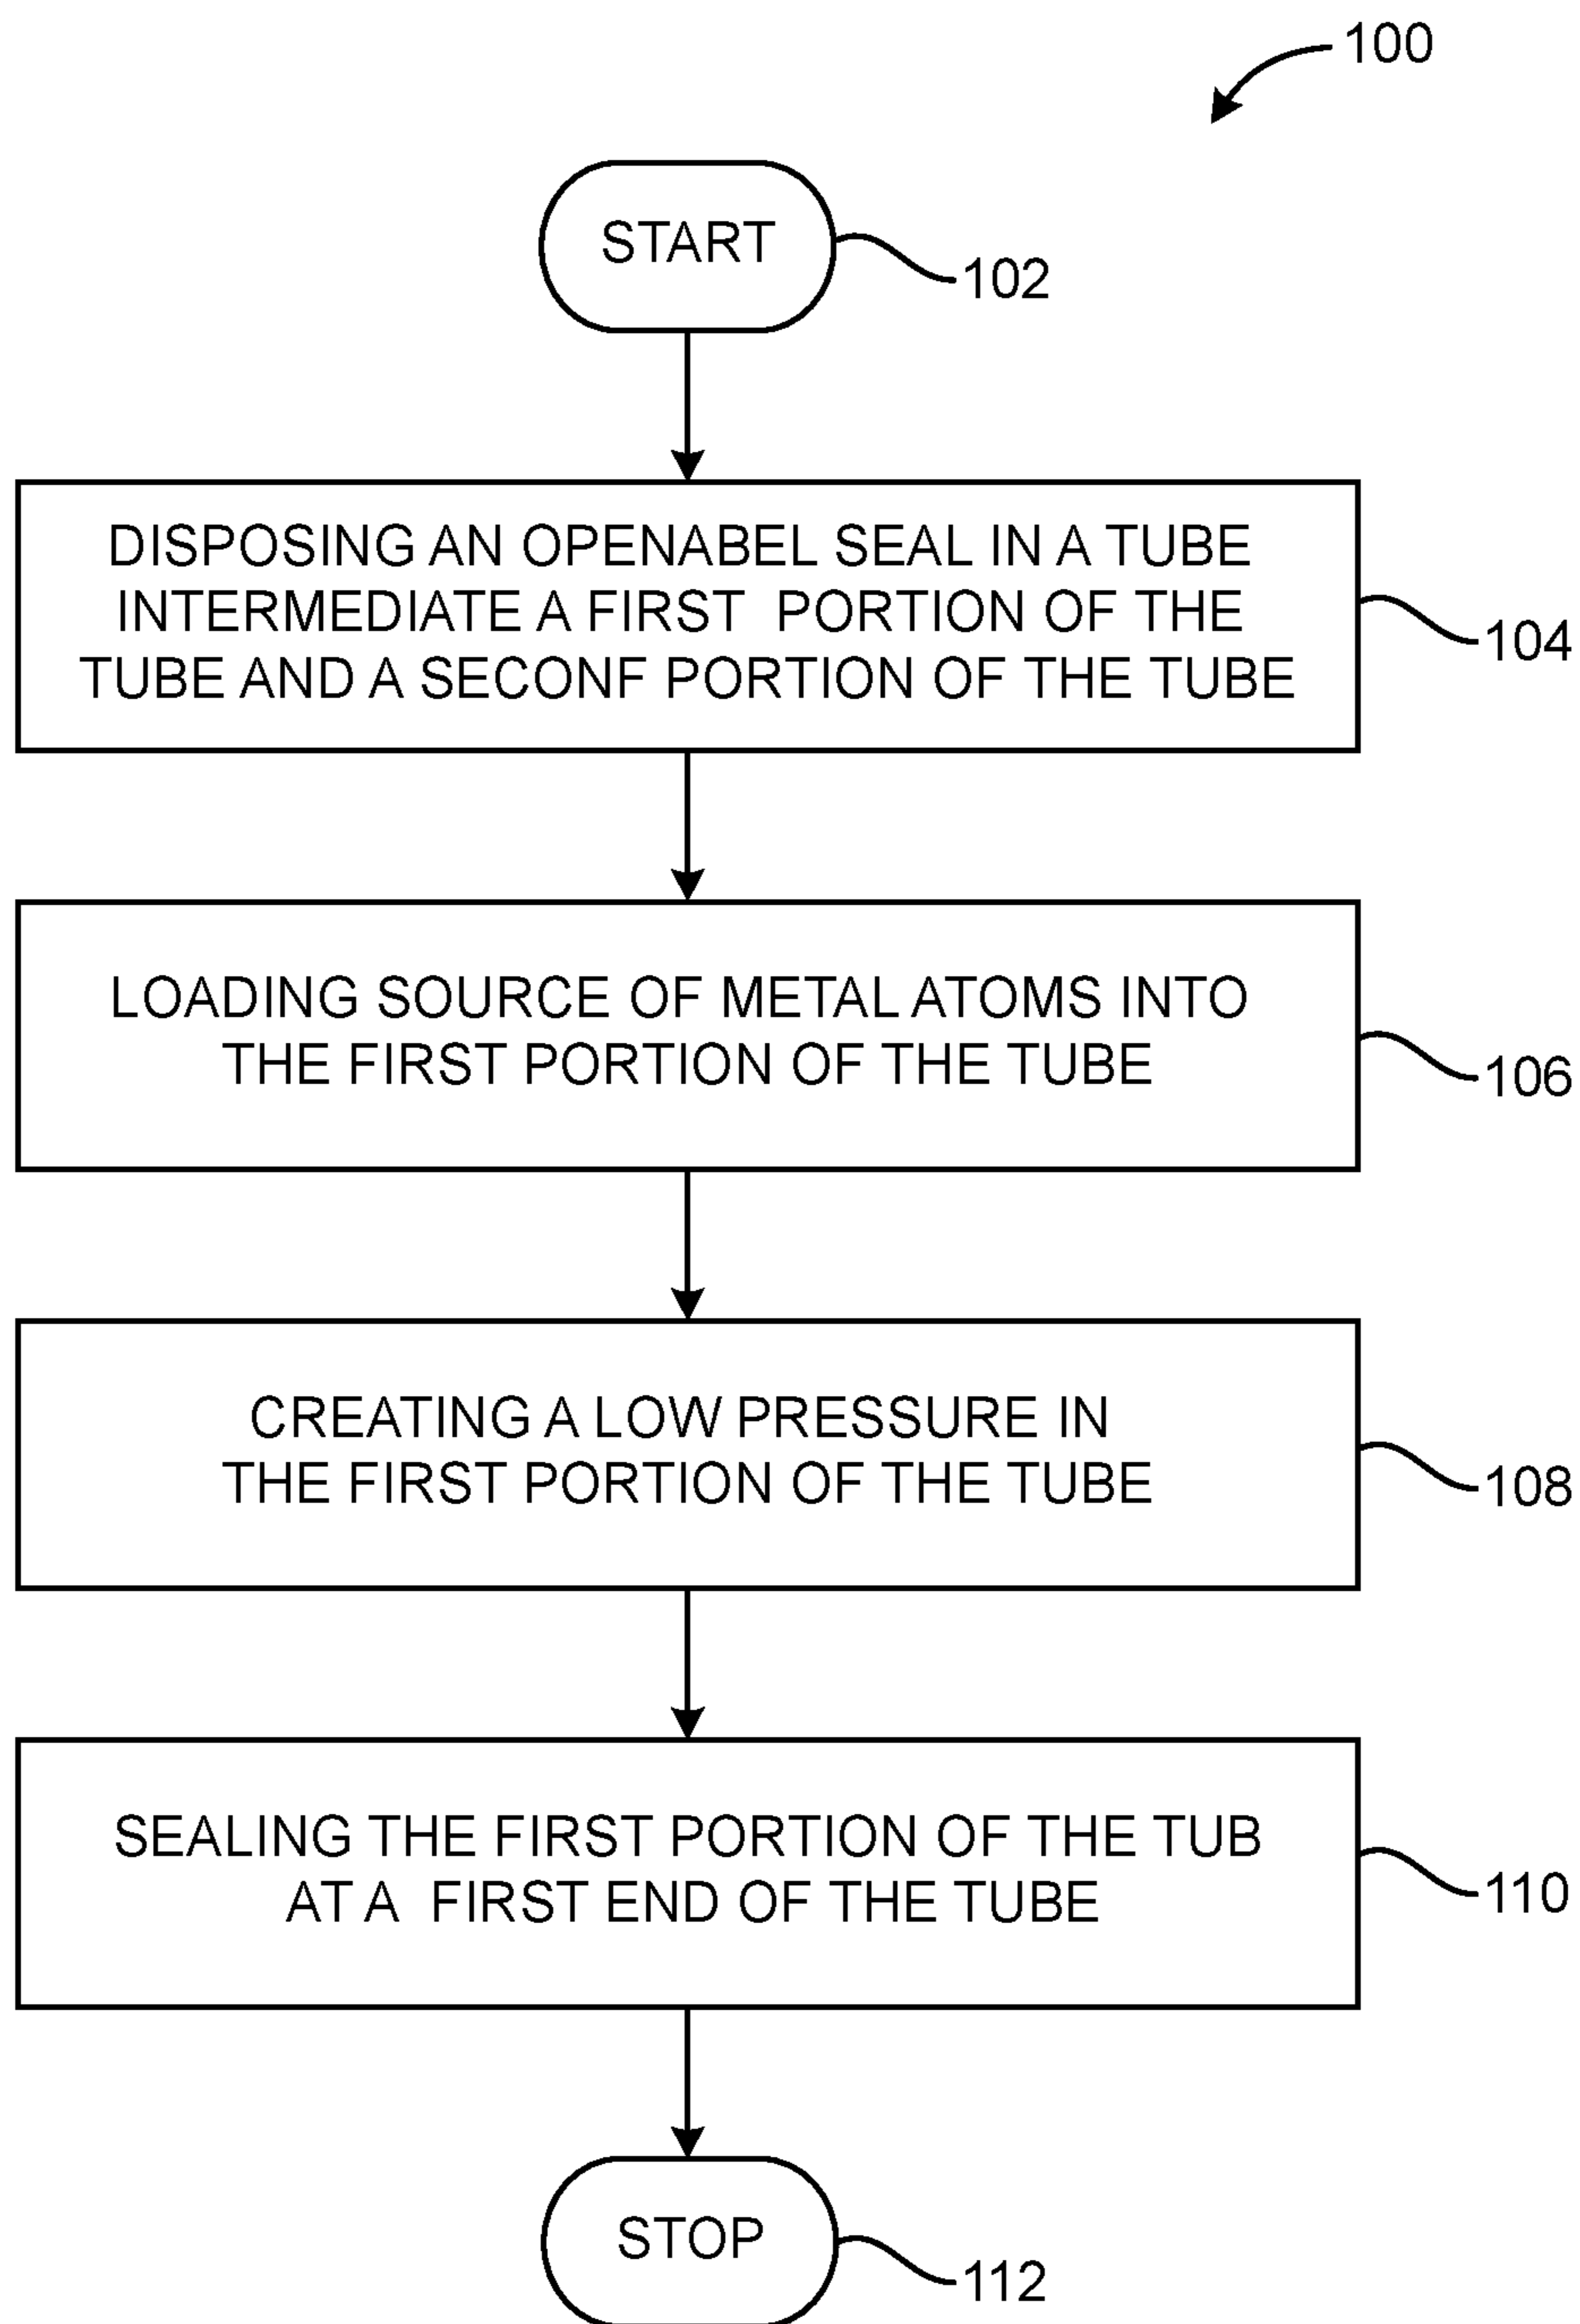 100
START
102
DISPOSING AN OPENABEL SEAL IN A TUBE
INTERMEDIATE A FIRST PORTION OF THE
TUBE AND A SECONF PORTION OF THE TUBE
104
LOADING SOURCE OF METAL ATOMS INTO
THE FIRST PORTION OF THE TUBE
106
CREATING A LOW PRESSURE IN
THE FIRST PORTION OF THE TUBE
108
SEALING THE FIRST PORTION OF THE TUB
AT A FIRST END OF THE TUBE
110
STOP
112